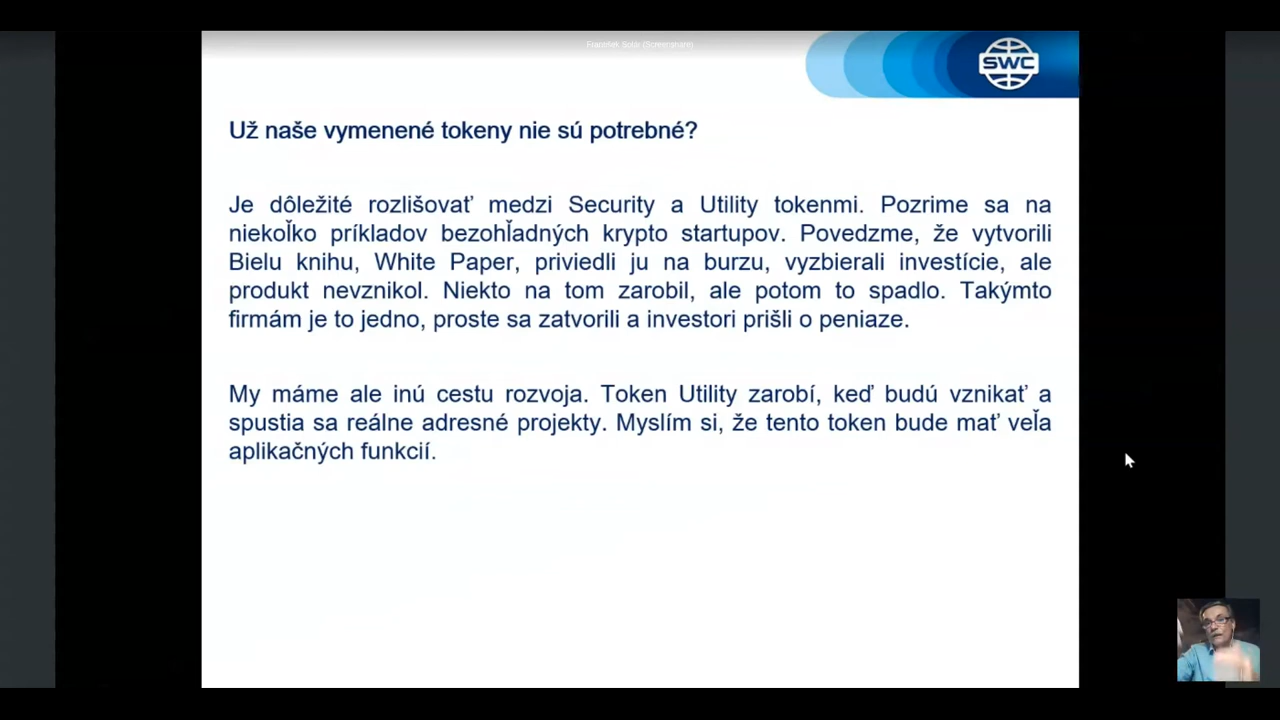 František Solár (Screenshare)
SWC
Už naše vymenené tokeny nie sú potrebné?
Je dôležité rozlišovať medzi Security a Utility tokenmi. Pozrime sa na
niekoľko príkladov bezohľadných krypto startupov. Povedzme, že vytvorili
Bielu knihu, White Paper, priviedli ju na burzu, vyzbierali investície, ale
produkt nevznikol. Niekto na tom zarobil, ale potom to spadlo. Takýmto
firmám je to jedno, proste sa zatvorili a investori prišli o peniaze.
My máme ale inú cestu rozvoja. Token Utility zarobí, keď budú vznikať a
spustia sa reálne adresné projekty. Myslím si, že tento token bude mať veľa
aplikačných funkcií.